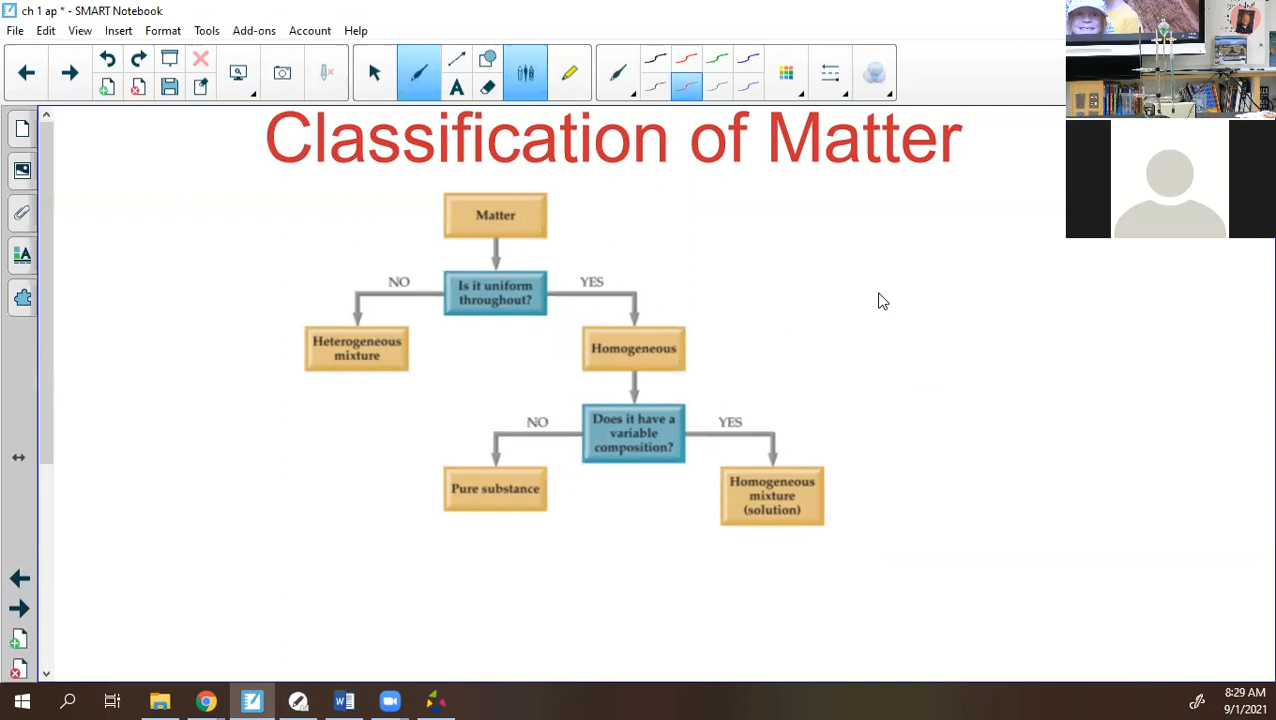 ch 1 ap * - SMART Notebook
File Edit View Insert Format Tools Add-ons Account Help
A
A
Classification of Matter
Matter
NO
Is it uniform
throughout?
YES
Heterogeneous
mixture
Homogeneous
NO
Does it have a
variable
composition?
YES
Pure substance
Homogeneous
mixture
(solution)
8:29 AM
9/1/2021